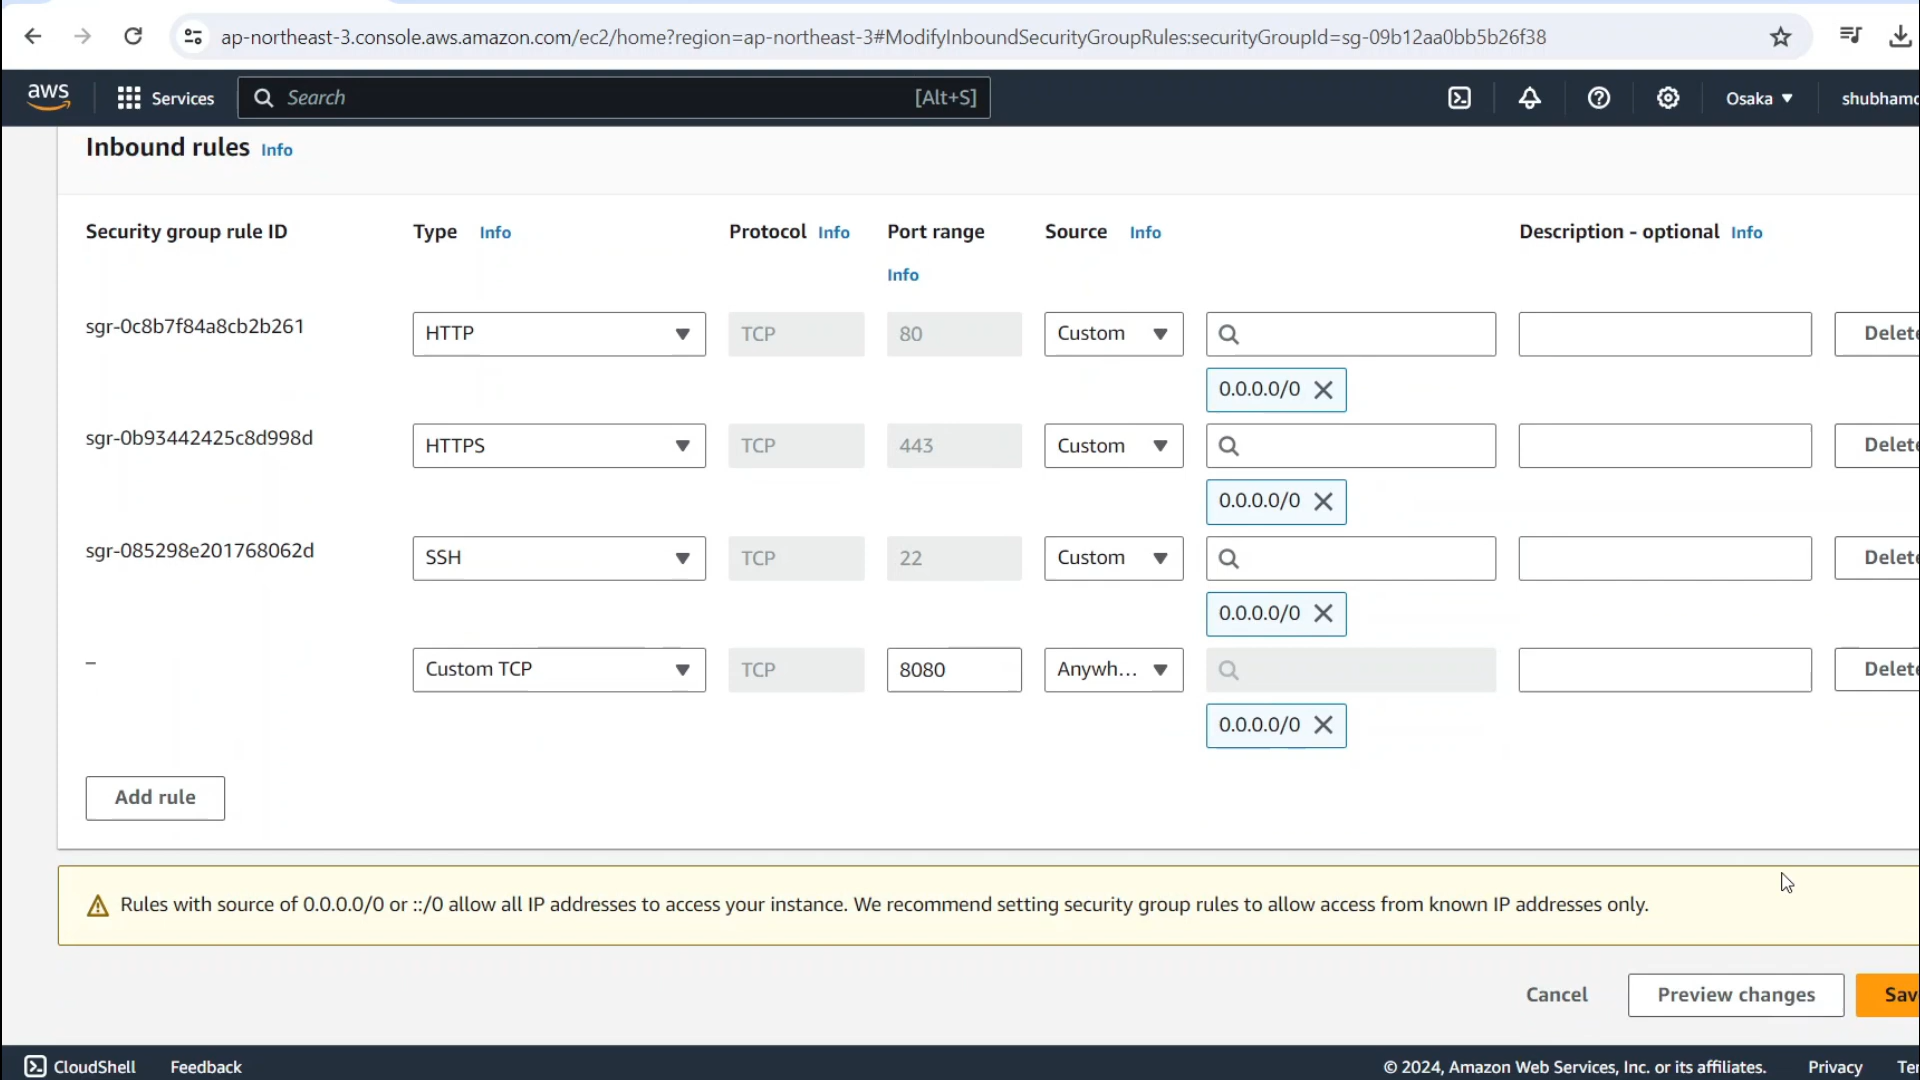 ap-northeast-3.console.aws.amazon.com/ec2/home?region=ap-northeast-3#ModifyInboundSecurityGroupRules:securityGroupId=sg-09b12aa0bb5b26f38
aws Services Search [Alt+S] Osaka shubhamc
Inbound rules Info
Security group rule ID Type Info Protocol Info Port range Source Info Description - optional Info
Info
sgr-0c8b7f84a8cb2b261 HTTP TCP 80 Custom Delete
0.0.0.0/0
sgr-0b93442425c8d998d HTTPS TCP 443 Custom Delete
0.0.0.0/0
sgr-085298e201768062d SSH TCP 22 Custom Delete
0.0.0.0/0
– Custom TCP TCP 8080 Anywh... Delete
0.0.0.0/0
Add rule
Rules with source of 0.0.0.0/0 or ::/0 allow all IP addresses to access your instance. We recommend setting security group rules to allow access from known IP addresses only.
Cancel Preview changes Sav
CloudShell Feedback © 2024, Amazon Web Services, Inc. or its affiliates. Privacy Ter